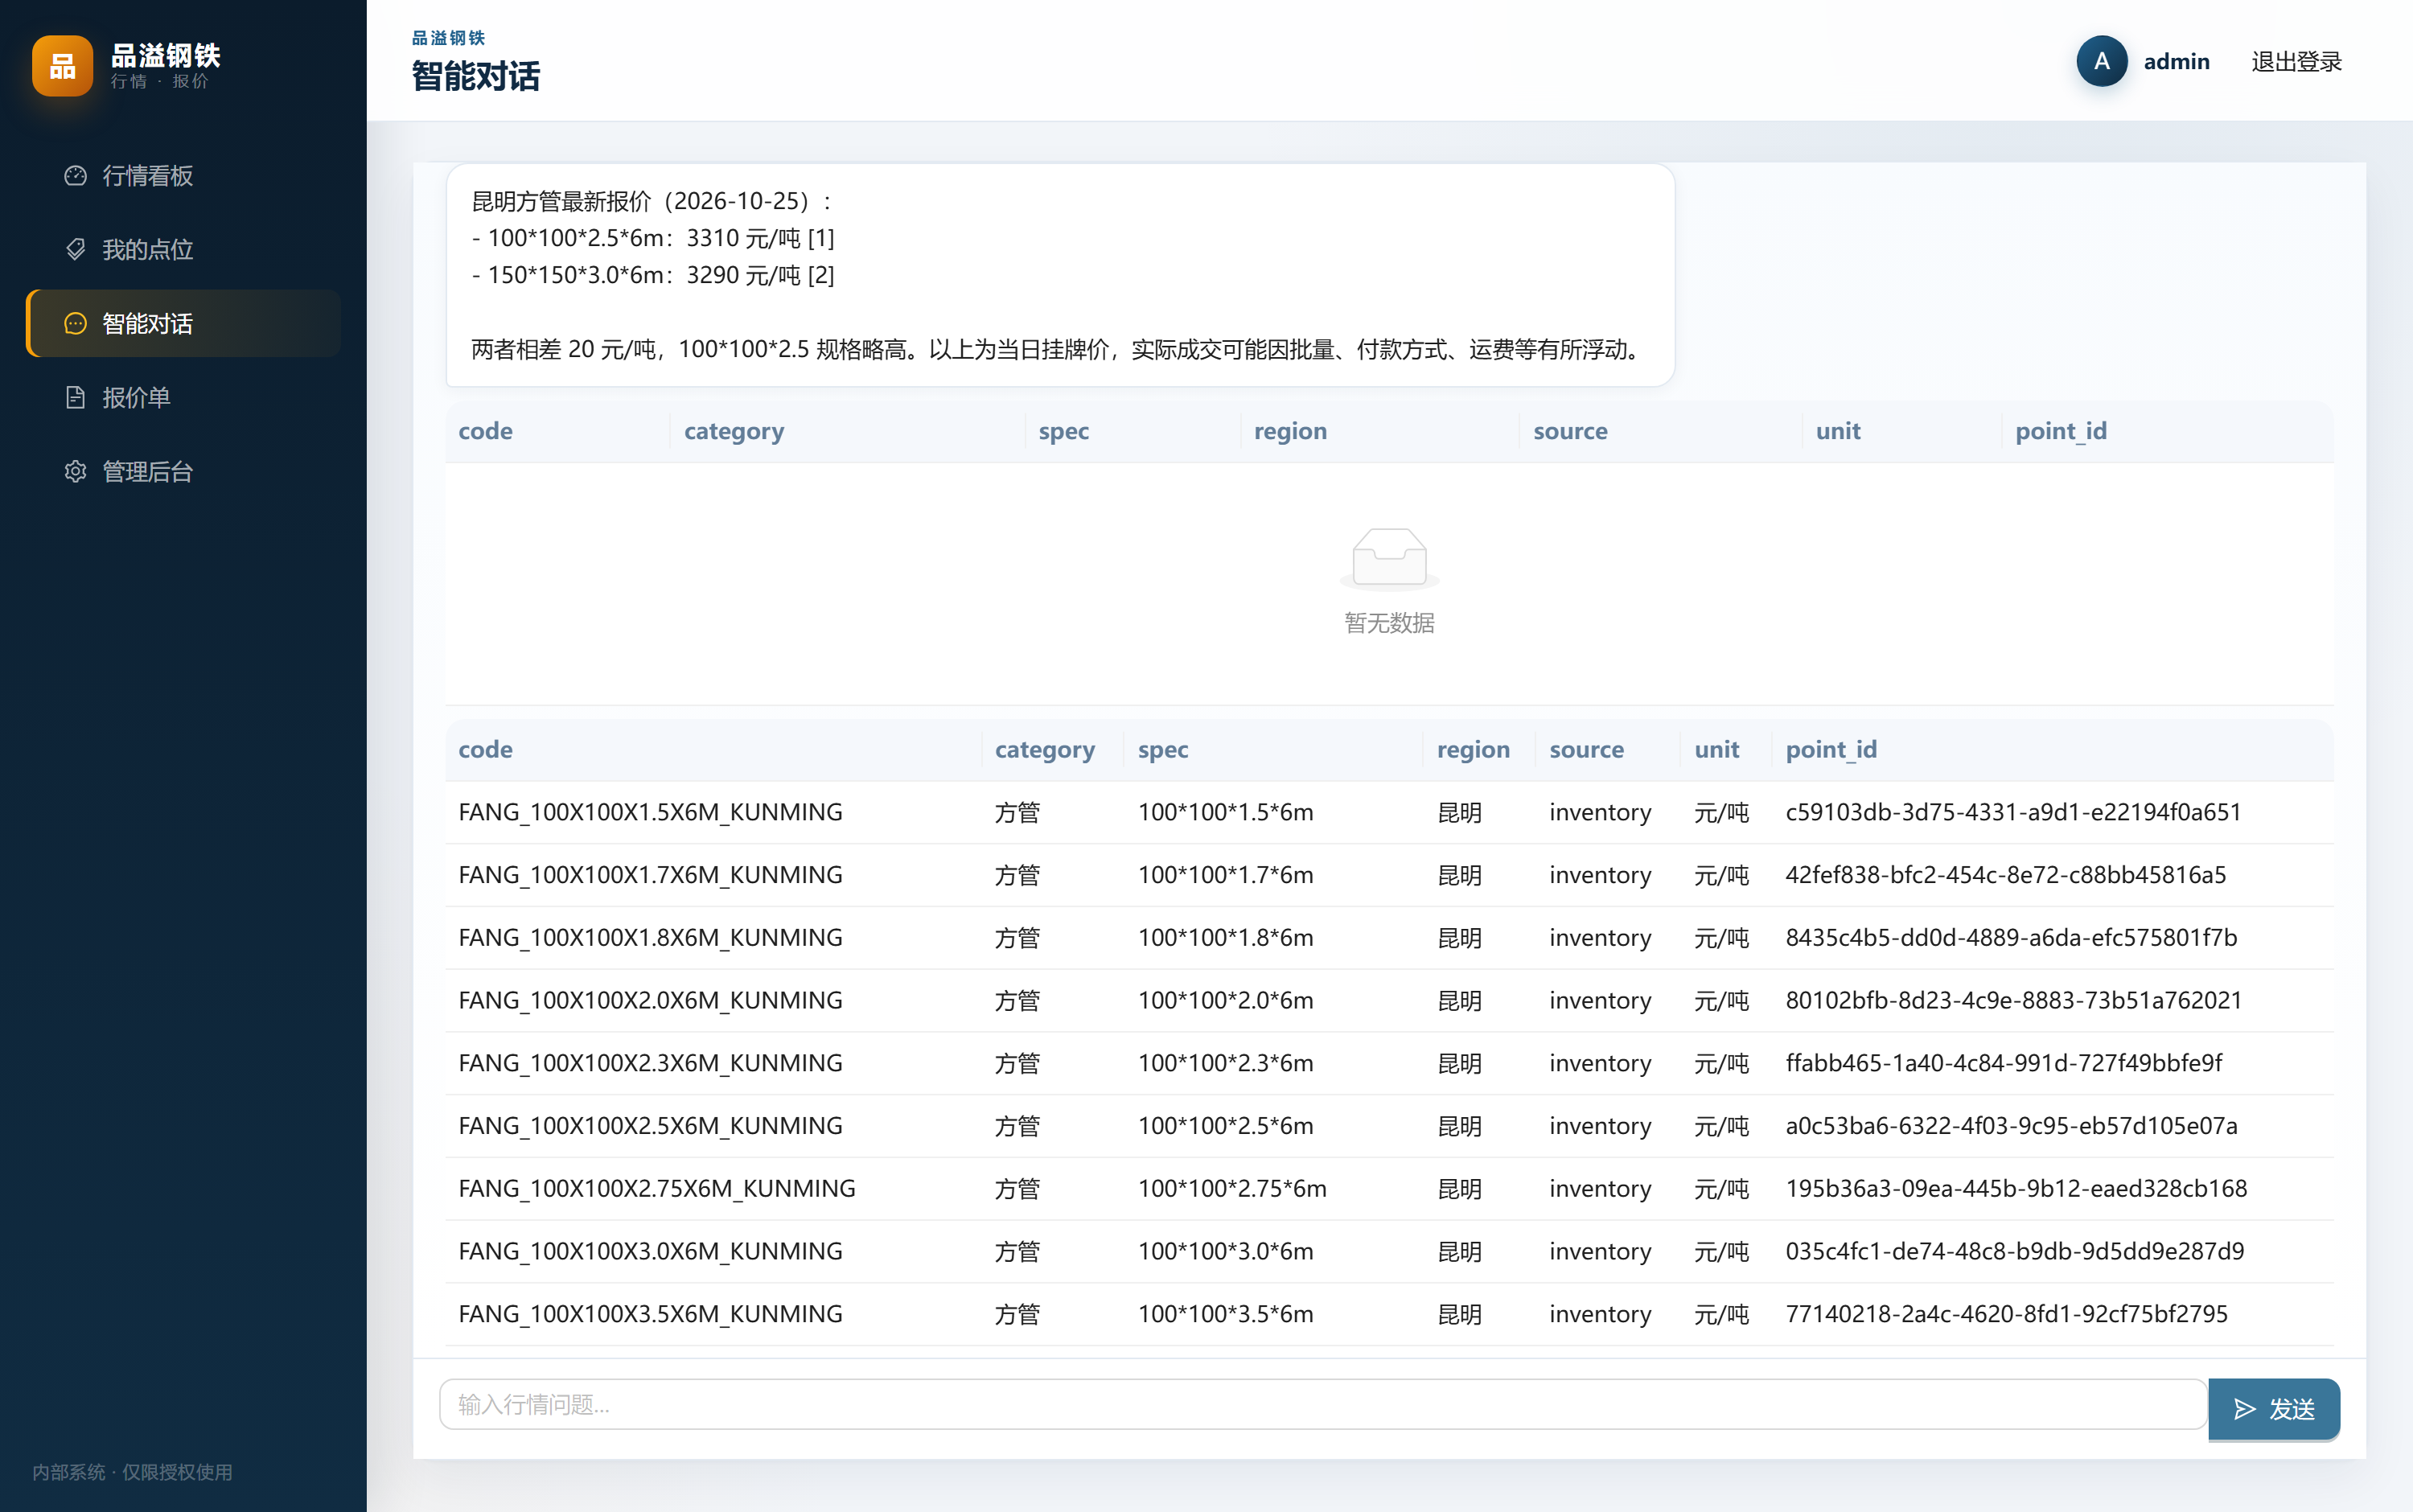 品
品溢钢铁
行情 · 报价
行情看板
我的点位
智能对话
报价单
管理后台
内部系统 · 仅限授权使用
品溢钢铁
智能对话
A admin 退出登录
昆明方管最新报价（2026-10-25）：
- 100*100*2.5*6m：3310 元/吨 [1]
- 150*150*3.0*6m：3290 元/吨 [2]
两者相差 20 元/吨，100*100*2.5 规格略高。以上为当日挂牌价，实际成交可能因批量、付款方式、运费等有所浮动。
code category spec region source unit point_id
暂无数据
code category spec region source unit point_id
FANG_100X100X1.5X6M_KUNMING 方管 100*100*1.5*6m 昆明 inventory 元/吨 c59103db-3d75-4331-a9d1-e22194f0a651
FANG_100X100X1.7X6M_KUNMING 方管 100*100*1.7*6m 昆明 inventory 元/吨 42fef838-bfc2-454c-8e72-c88bb45816a5
FANG_100X100X1.8X6M_KUNMING 方管 100*100*1.8*6m 昆明 inventory 元/吨 8435c4b5-dd0d-4889-a6da-efc575801f7b
FANG_100X100X2.0X6M_KUNMING 方管 100*100*2.0*6m 昆明 inventory 元/吨 80102bfb-8d23-4c9e-8883-73b51a762021
FANG_100X100X2.3X6M_KUNMING 方管 100*100*2.3*6m 昆明 inventory 元/吨 ffabb465-1a40-4c84-991d-727f49bbfe9f
FANG_100X100X2.5X6M_KUNMING 方管 100*100*2.5*6m 昆明 inventory 元/吨 a0c53ba6-6322-4f03-9c95-eb57d105e07a
FANG_100X100X2.75X6M_KUNMING 方管 100*100*2.75*6m 昆明 inventory 元/吨 195b36a3-09ea-445b-9b12-eaed328cb168
FANG_100X100X3.0X6M_KUNMING 方管 100*100*3.0*6m 昆明 inventory 元/吨 035c4fc1-de74-48c8-b9db-9d5dd9e287d9
FANG_100X100X3.5X6M_KUNMING 方管 100*100*3.5*6m 昆明 inventory 元/吨 77140218-2a4c-4620-8fd1-92cf75bf2795
输入行情问题... 发送